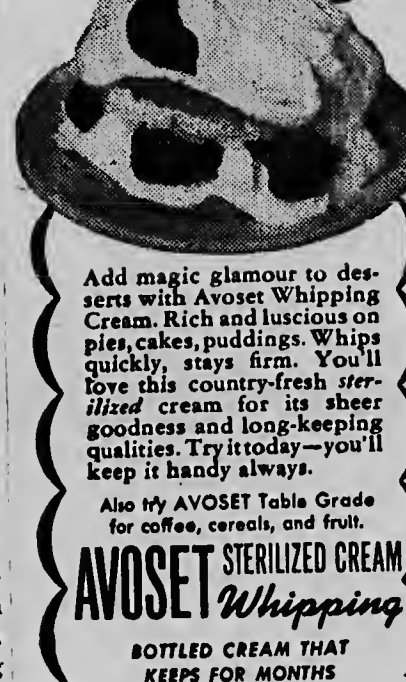 Add magic glamour to des-
serts with Avoset Whipping
Cream. Rich and luscious on
pies, cakes, puddings. Whips
quickly, stays firm. You'll
love this country-fresh ster-
ilized cream for its sheer
goodness and long-keeping
qualities. Try it today—you'll
keep it handy always.
Also try AVOSET Table Grade
for coffee, cereals, and fruit.
AVOSET STERILIZED CREAM
Whipping
BOTTLED CREAM THAT
KEEPS FOR MONTHS